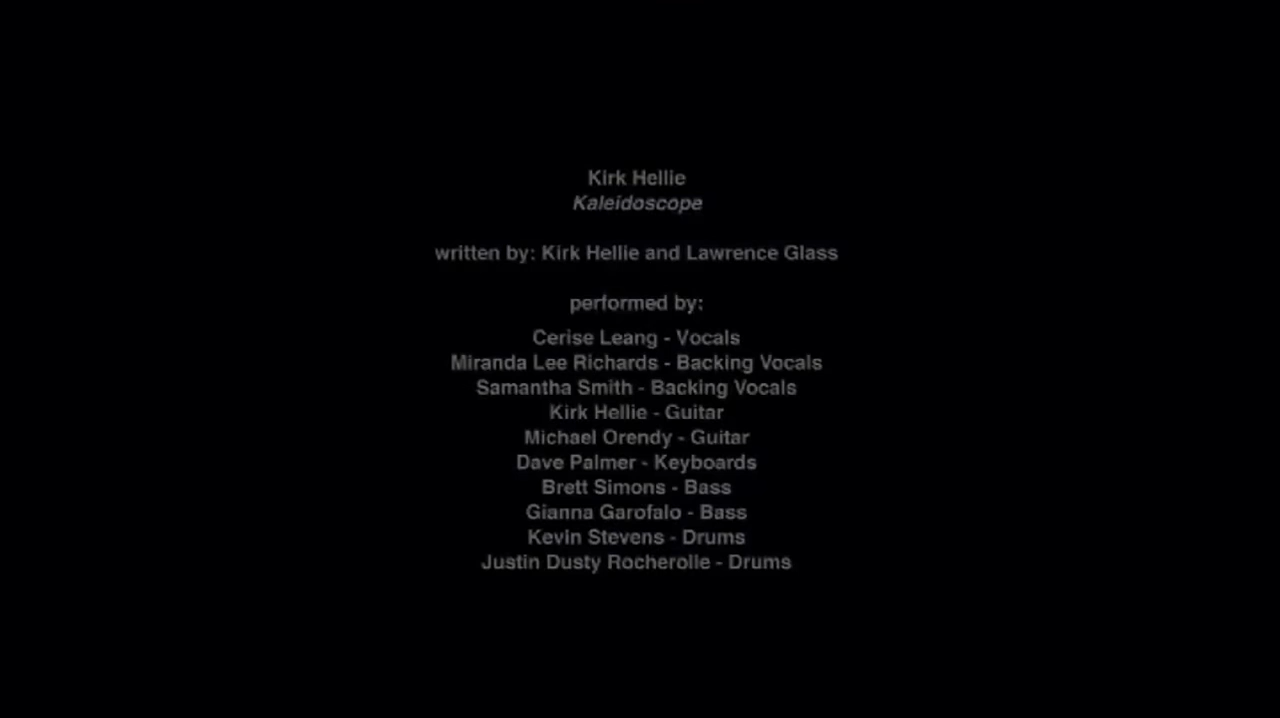 Kirk Hellie
Kaleidoscope
written by: Kirk Hellie and Lawrence Glass
performed by:
Cerise Leang - Vocals
Miranda Lee Richards - Backing Vocals
Samantha Smith - Backing Vocals
Kirk Hellie - Guitar
Michael Orendy - Guitar
Dave Palmer - Keyboards
Brett Simons - Bass
Gianna Garofalo - Bass
Kevin Stevens - Drums
Justin Dusty Rocherolle - Drums